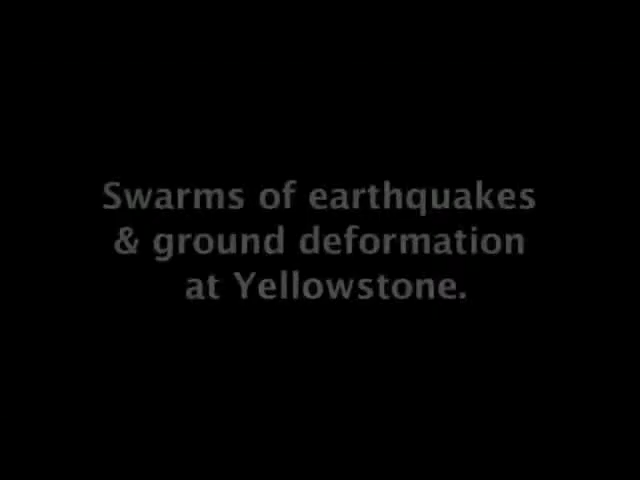 Swarms of earthquakes
& ground deformation
at Yellowstone.